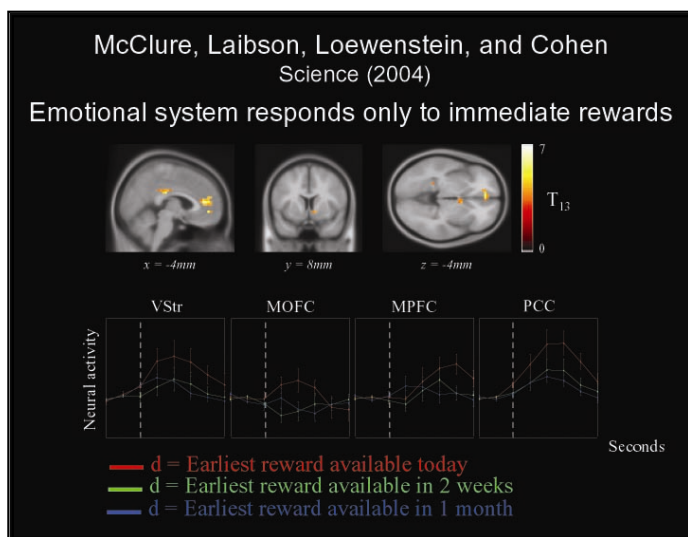 McClure, Laibson, Loewenstein, and Cohen
Science (2004)
Emotional system responds only to immediate rewards
7
T13
0
x = -4mm
y = 8mm
z = -4mm
VStr
MOFC
MPFC
PCC
Neural activity
Seconds
d = Earliest reward available today
d = Earliest reward available in 2 weeks
d = Earliest reward available in 1 month